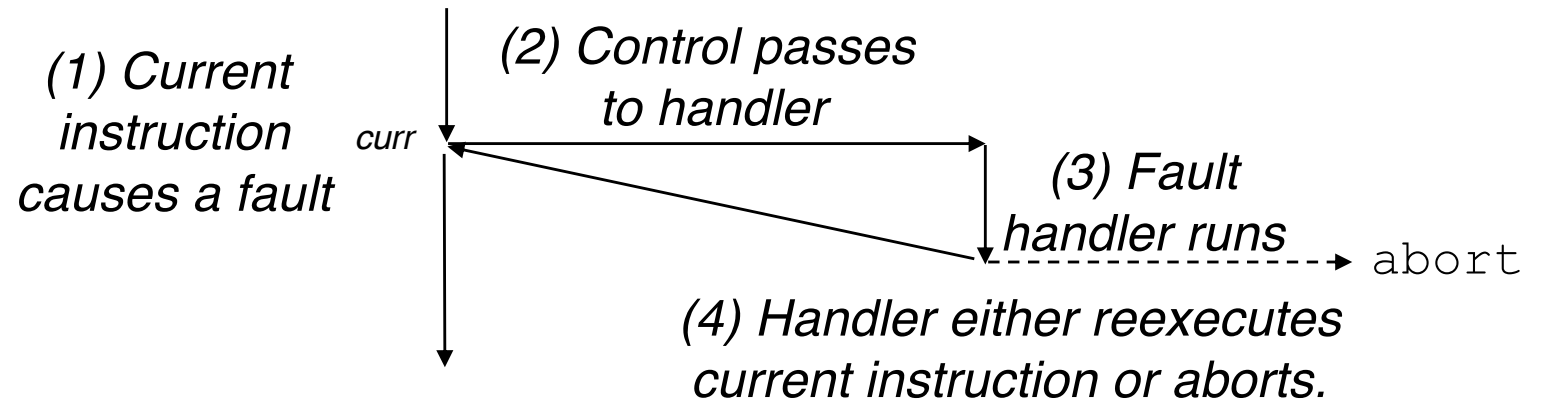 (1) Current
instruction
causes a fault
curr
(2) Control passes
to handler
(3) Fault
handler runs
abort
(4) Handler either reexecutes
current instruction or aborts.